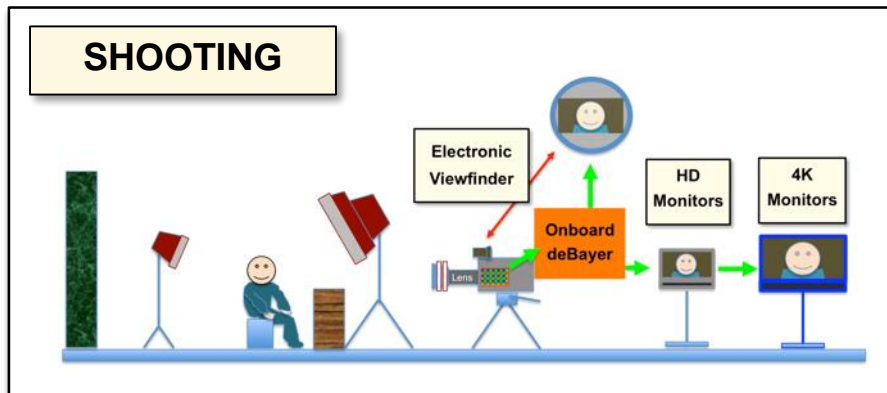 SHOOTING
Electronic
Viewfinder
HD
Monitors
4K
Monitors
Onboard
deBayer
Lens